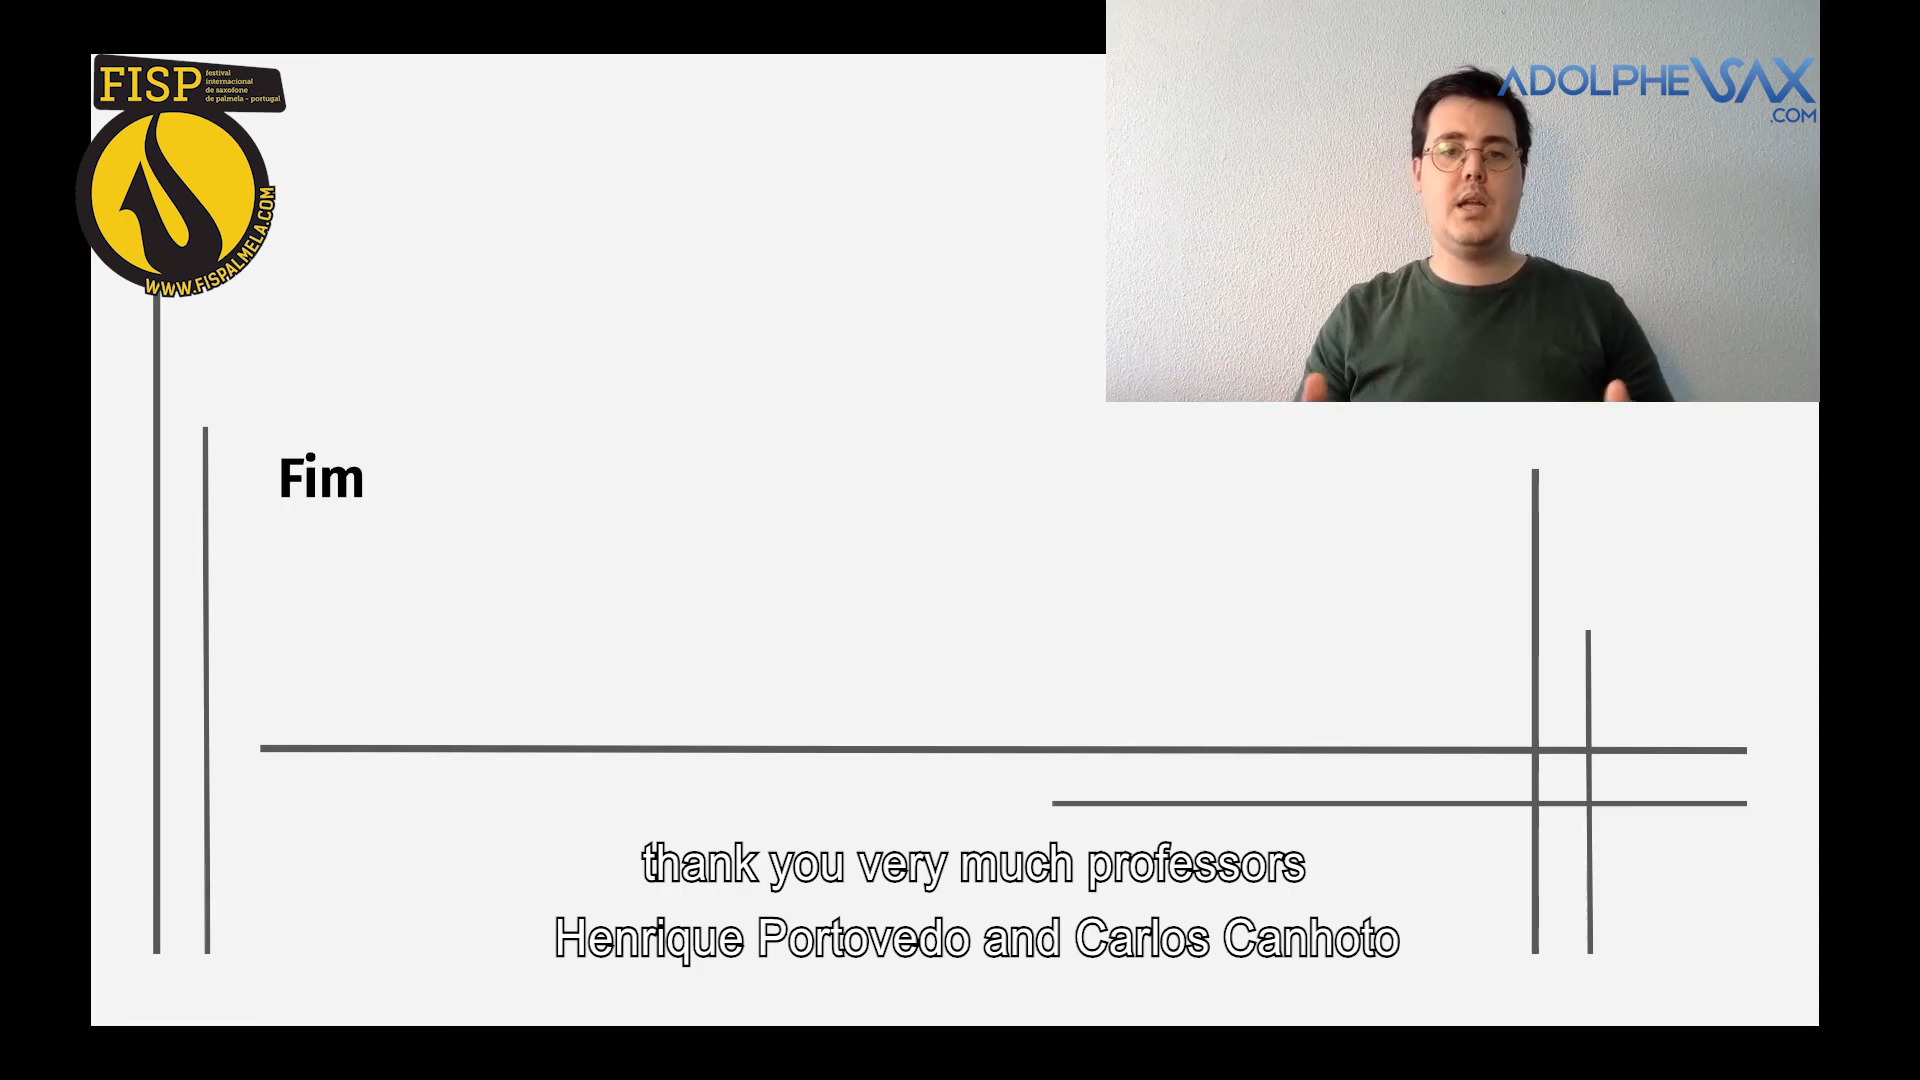 FISP
festival
internacional
de saxofone
de palmela - portugal
WWW.FISPALMELA.COM
ADOLPHESAX
.COM
Fim
thank you very much professors
Henrique Portovedo and Carlos Canhoto